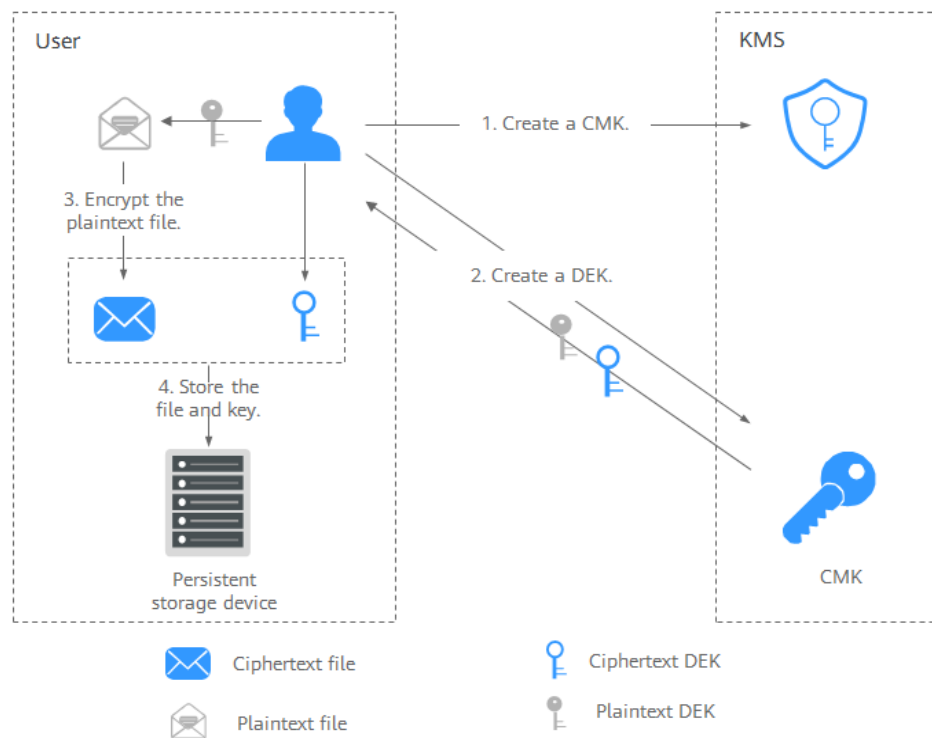 User
KMS
1. Create a CMK.
3. Encrypt the
plaintext file.
2. Create a DEK.
4. Store the
file and key.
Persistent
storage device
CMK
Ciphertext file
Ciphertext DEK
Plaintext file
Plaintext DEK